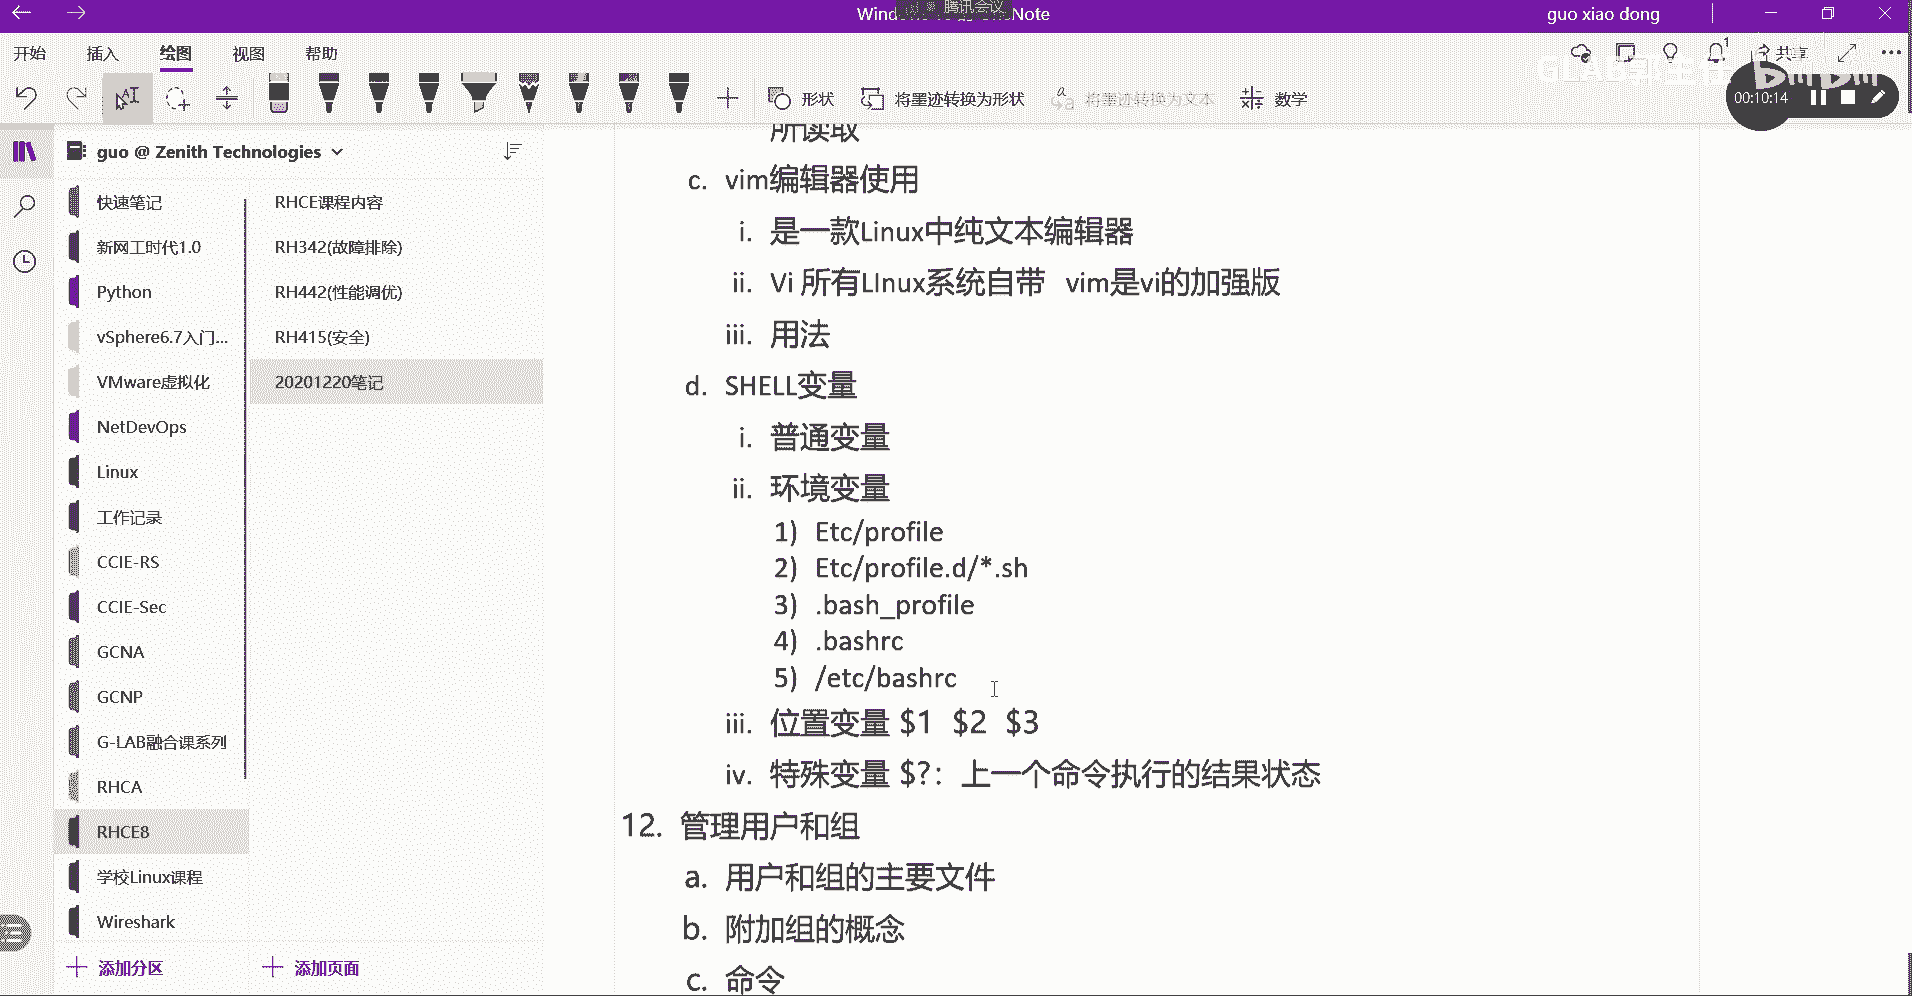 guo xiao dong
腾讯会议
Note
开始 插入 绘图 视图 帮助
共享
形状 将墨迹转换为形状 将墨迹转换为文本 数学
00:10:14
guo @ Zenith Technologies
快速笔记
新网工时代1.0
Python
vSphere6.7入门...
VMware虚拟化
NetDevOps
Linux
工作记录
CCIE-RS
CCIE-Sec
GCNA
GCNP
G-LAB融合课系列
RHCA
RHCE8
学校Linux课程
Wireshark
添加分区
RHCE课程内容
RH342(故障排除)
RH442(性能调优)
RH415(安全)
20201220笔记
添加页面
所读取
c. vim编辑器使用
i. 是一款Linux中纯文本编辑器
ii. Vi 所有LInux系统自带 vim是vi的加强版
iii. 用法
d. SHELL变量
i. 普通变量
ii. 环境变量
1) Etc/profile
2) Etc/profile.d/*.sh
3) .bash_profile
4) .bashrc
5) /etc/bashrc
iii. 位置变量 $1 $2 $3
iv. 特殊变量 $?: 上一个命令执行的结果状态
12. 管理用户和组
a. 用户和组的主要文件
b. 附加组的概念
c. 命令